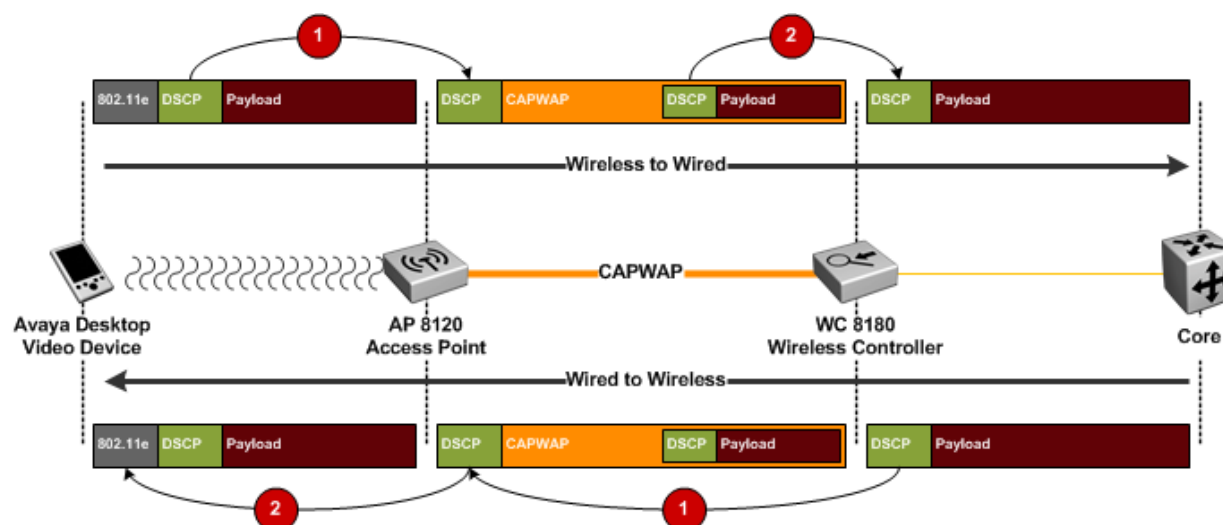 1
2
802.11e DSCP Payload
DSCP CAPWAP DSCP Payload
DSCP Payload
Wireless to Wired
CAPWAP
Avaya Desktop
Video Device
AP 8120
Access Point
WC 8180
Wireless Controller
Core
Wired to Wireless
802.11e DSCP Payload
DSCP CAPWAP DSCP Payload
DSCP Payload
2
1